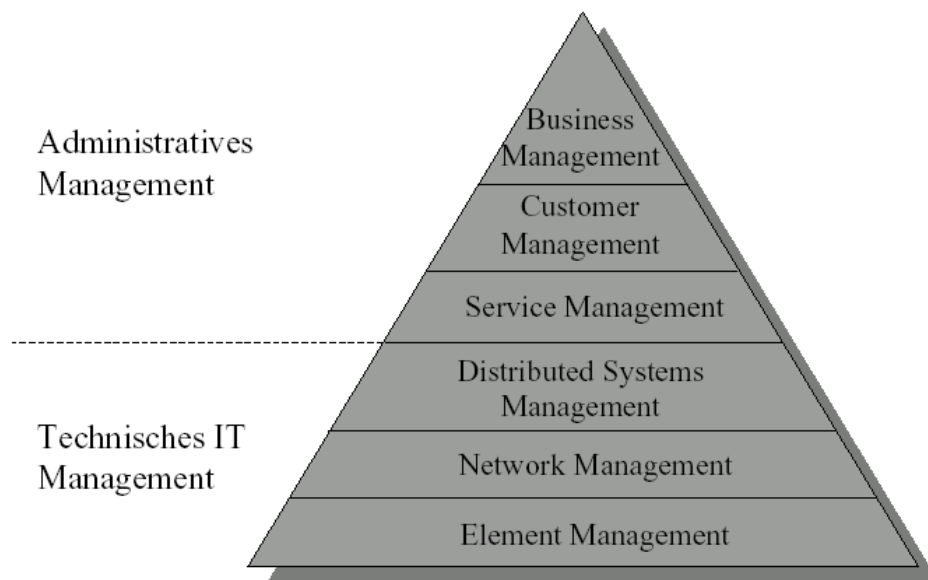 Administratives
Management
Business
Management
Customer
Management
Service Management
Technisches IT
Management
Distributed Systems
Management
Network Management
Element Management